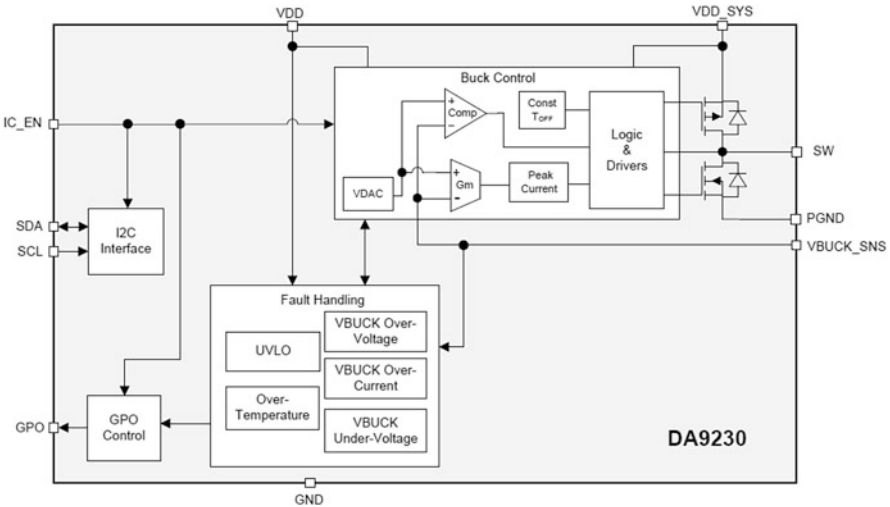 VDD
VDD_SYS
Buck Control
IC_EN
+
Comp
−
Const
TOFF
Logic
&
Drivers
SW
VDAC
+
Gm
−
Peak
Current
PGND
SDA
SCL
I2C
Interface
VBUCK_SNS
Fault Handling
UVLO
VBUCK Over-
Voltage
VBUCK Over-
Current
Over-
Temperature
VBUCK
Under-Voltage
GPO
GPO
Control
DA9230
GND